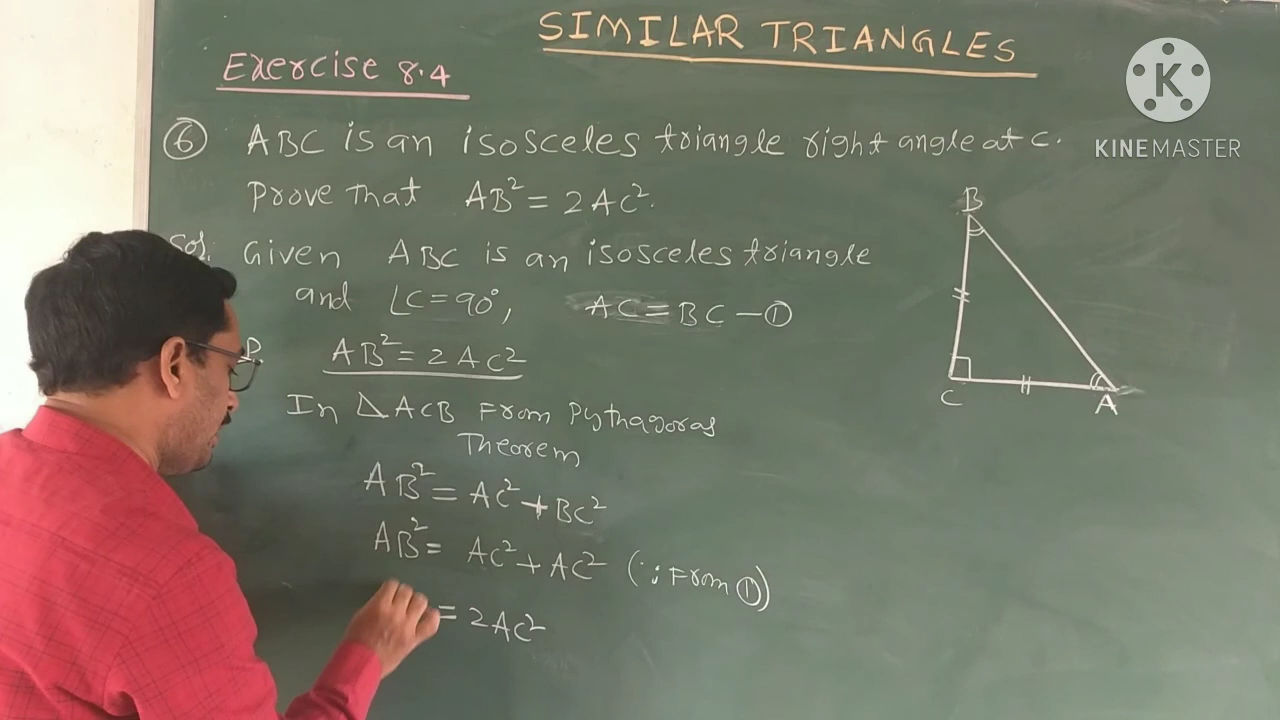 SIMILAR TRIANGLES
Exercise 8.4
K
KINEMASTER
⑥ ABC is an isosceles triangle right angle at C.
Prove that AB² = 2AC².
Sol. Given ABC is an isosceles triangle
and ∠C = 90°, AC = BC — ①
P. AB² = 2AC²
In △ACB From Pythagoras
Theorem
AB² = AC² + BC²
AB² = AC² + AC² (∵ From ①)
= 2AC²
B
C
A